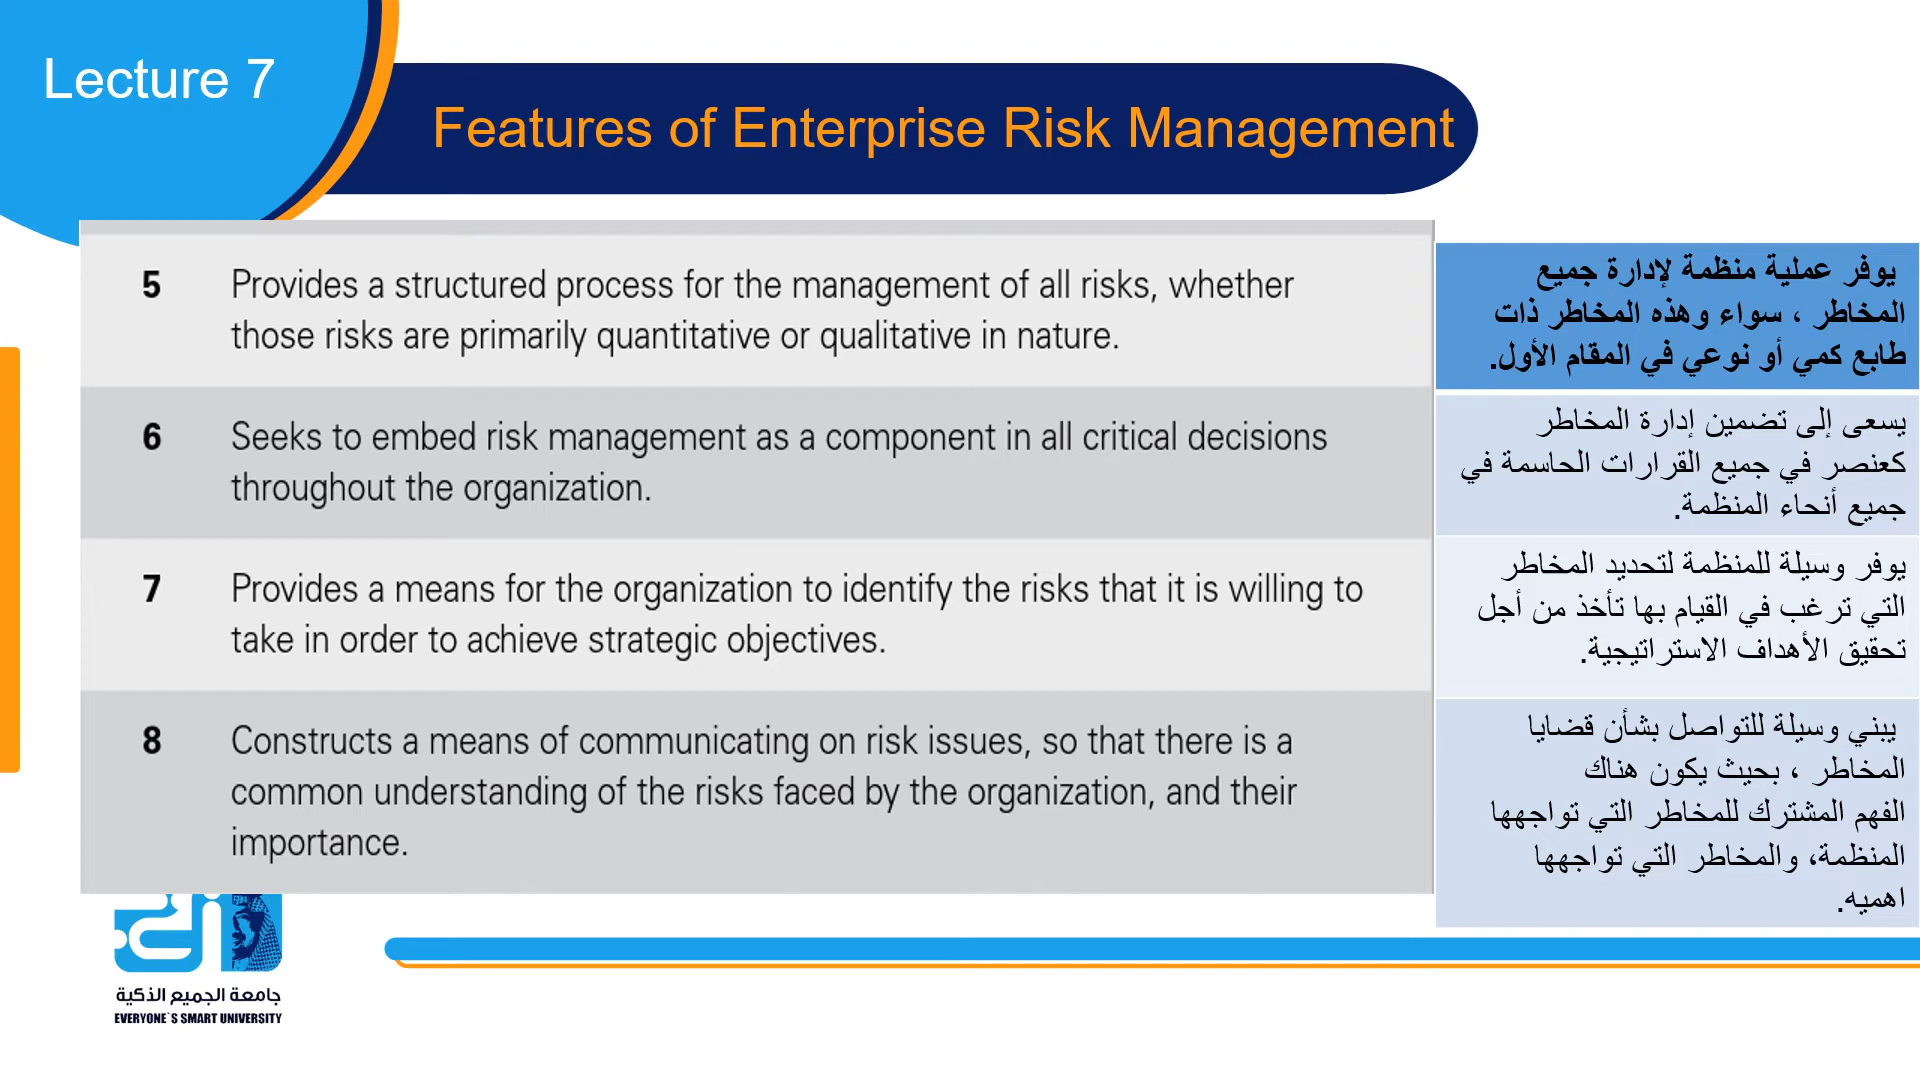 Lecture 7
Features of Enterprise Risk Management
5 Provides a structured process for the management of all risks, whether
those risks are primarily quantitative or qualitative in nature.
يوفر عملية منظمة لإدارة جميع
المخاطر ، سواء وهذه المخاطر ذات
طابع كمي أو نوعي في المقام الأول.
6 Seeks to embed risk management as a component in all critical decisions
throughout the organization.
يسعى إلى تضمين إدارة المخاطر
كعنصر في جميع القرارات الحاسمة في
جميع أنحاء المنظمة.
7 Provides a means for the organization to identify the risks that it is willing to
take in order to achieve strategic objectives.
يوفر وسيلة للمنظمة لتحديد المخاطر
التي ترغب في القيام بها تأخذ من أجل
تحقيق الأهداف الاستراتيجية.
8 Constructs a means of communicating on risk issues, so that there is a
common understanding of the risks faced by the organization, and their
importance.
يبني وسيلة للتواصل بشأن قضايا
المخاطر ، بحيث يكون هناك
الفهم المشترك للمخاطر التي تواجهها
المنظمة، والمخاطر التي تواجهها
اهميه.
جامعة الجميع الذكية
EVERYONE`S SMART UNIVERSITY